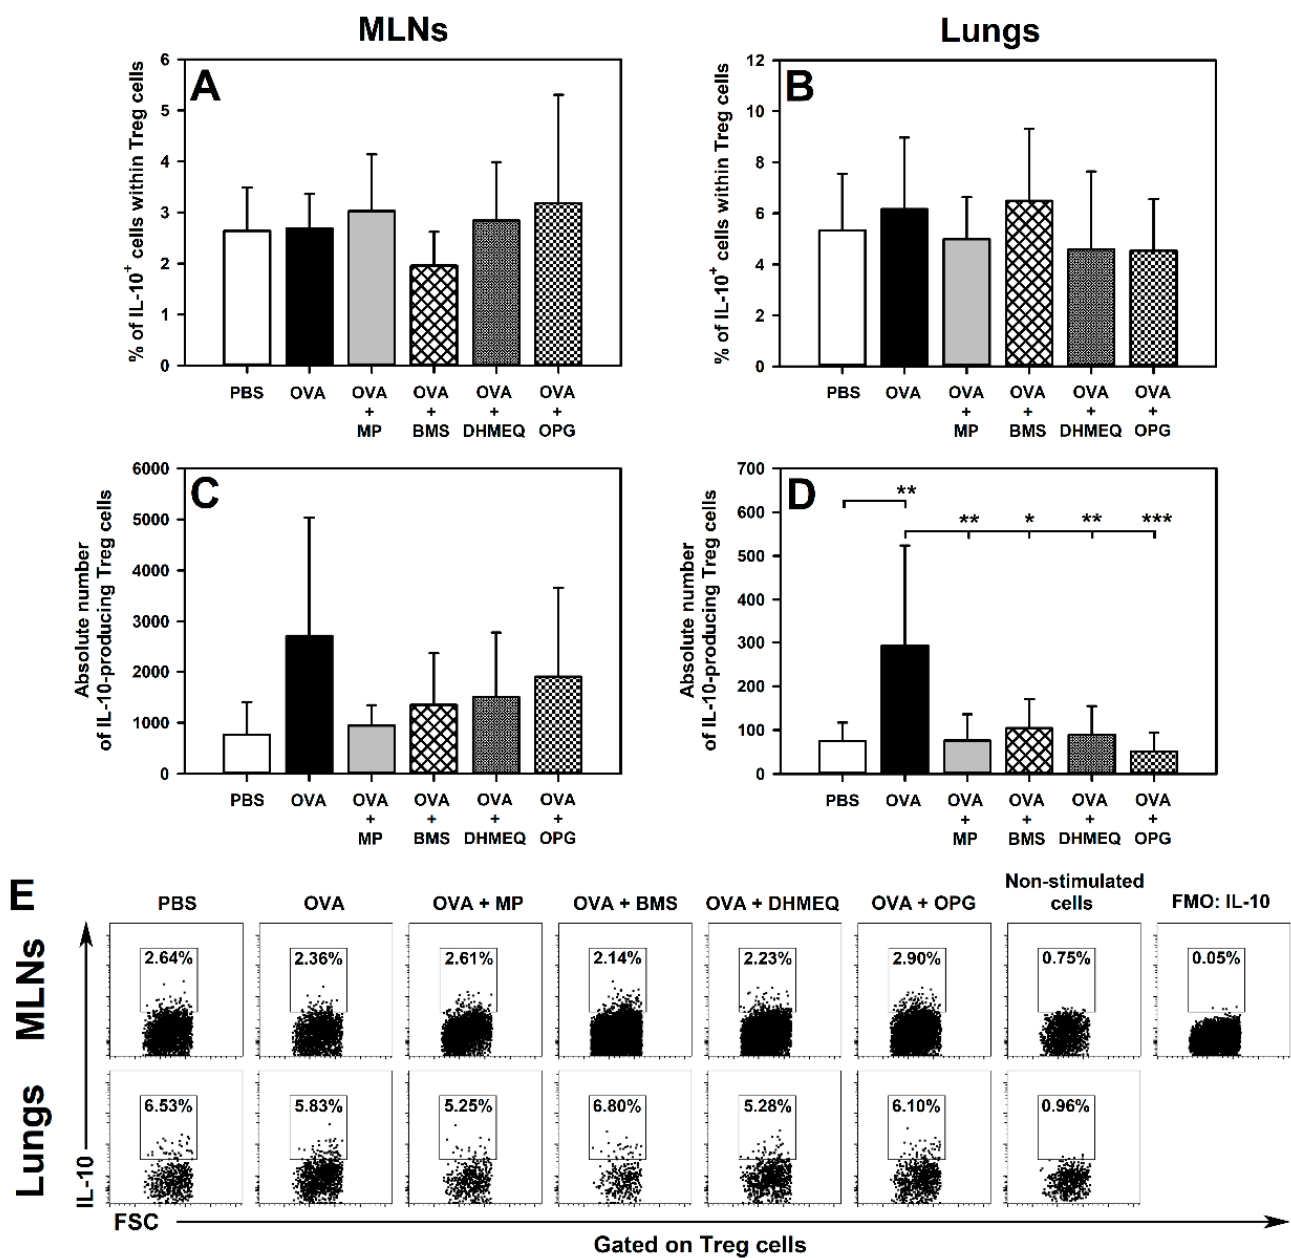 MLNs
Lungs
A
% of IL-10+ cells within Treg cells
6
5
4
3
2
1
0
PBS
OVA
OVA + MP
OVA + BMS
OVA + DHMEQ
OVA + OPG
B
% of IL-10+ cells within Treg cells
12
10
8
6
4
2
0
PBS
OVA
OVA + MP
OVA + BMS
OVA + DHMEQ
OVA + OPG
C
Absolute number
of IL-10-producing Treg cells
6000
5000
4000
3000
2000
1000
0
PBS
OVA
OVA + MP
OVA + BMS
OVA + DHMEQ
OVA + OPG
D
Absolute number
of IL-10-producing Treg cells
700
600
500
400
300
200
100
0
**
** * ** ***
PBS
OVA
OVA + MP
OVA + BMS
OVA + DHMEQ
OVA + OPG
E
PBS
OVA
OVA + MP
OVA + BMS
OVA + DHMEQ
OVA + OPG
Non-stimulated
cells
FMO: IL-10
MLNs
2.64%
2.36%
2.61%
2.14%
2.23%
2.90%
0.75%
0.05%
Lungs
6.53%
5.83%
5.25%
6.80%
5.28%
6.10%
0.96%
IL-10
FSC
Gated on Treg cells